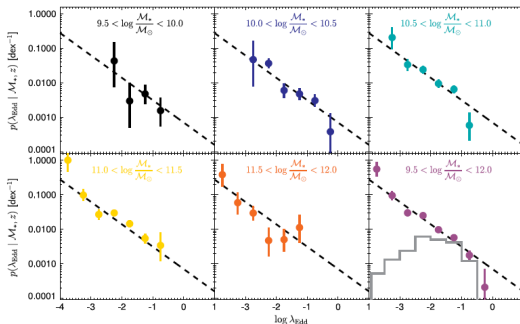 9.5 < log M⋆/M⊙ < 10.0
10.0 < log M⋆/M⊙ < 10.5
10.5 < log M⋆/M⊙ < 11.0
p(λEdd | M⋆, z) [dex⁻¹]
0.1000
0.0100
0.0010
0.0001
11.0 < log M⋆/M⊙ < 11.5
11.5 < log M⋆/M⊙ < 12.0
9.5 < log M⋆/M⊙ < 12.0
p(λEdd | M⋆, z) [dex⁻¹]
1.0000
0.1000
0.0100
0.0010
0.0001
-4 -3 -2 -1 0 1 -3 -2 -1 0 1 -3 -2 -1 0 1
log λEdd